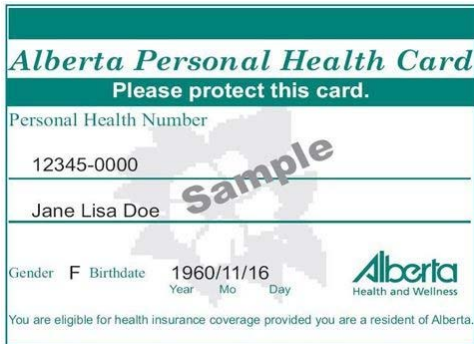 Alberta Personal Health Card
Please protect this card.
Personal Health Number
12345-0000
Sample
Jane Lisa Doe
Gender F Birthdate 1960/11/16
Year Mo Day
Alberta
Health and Wellness
You are eligible for health insurance coverage provided you are a resident of Alberta.